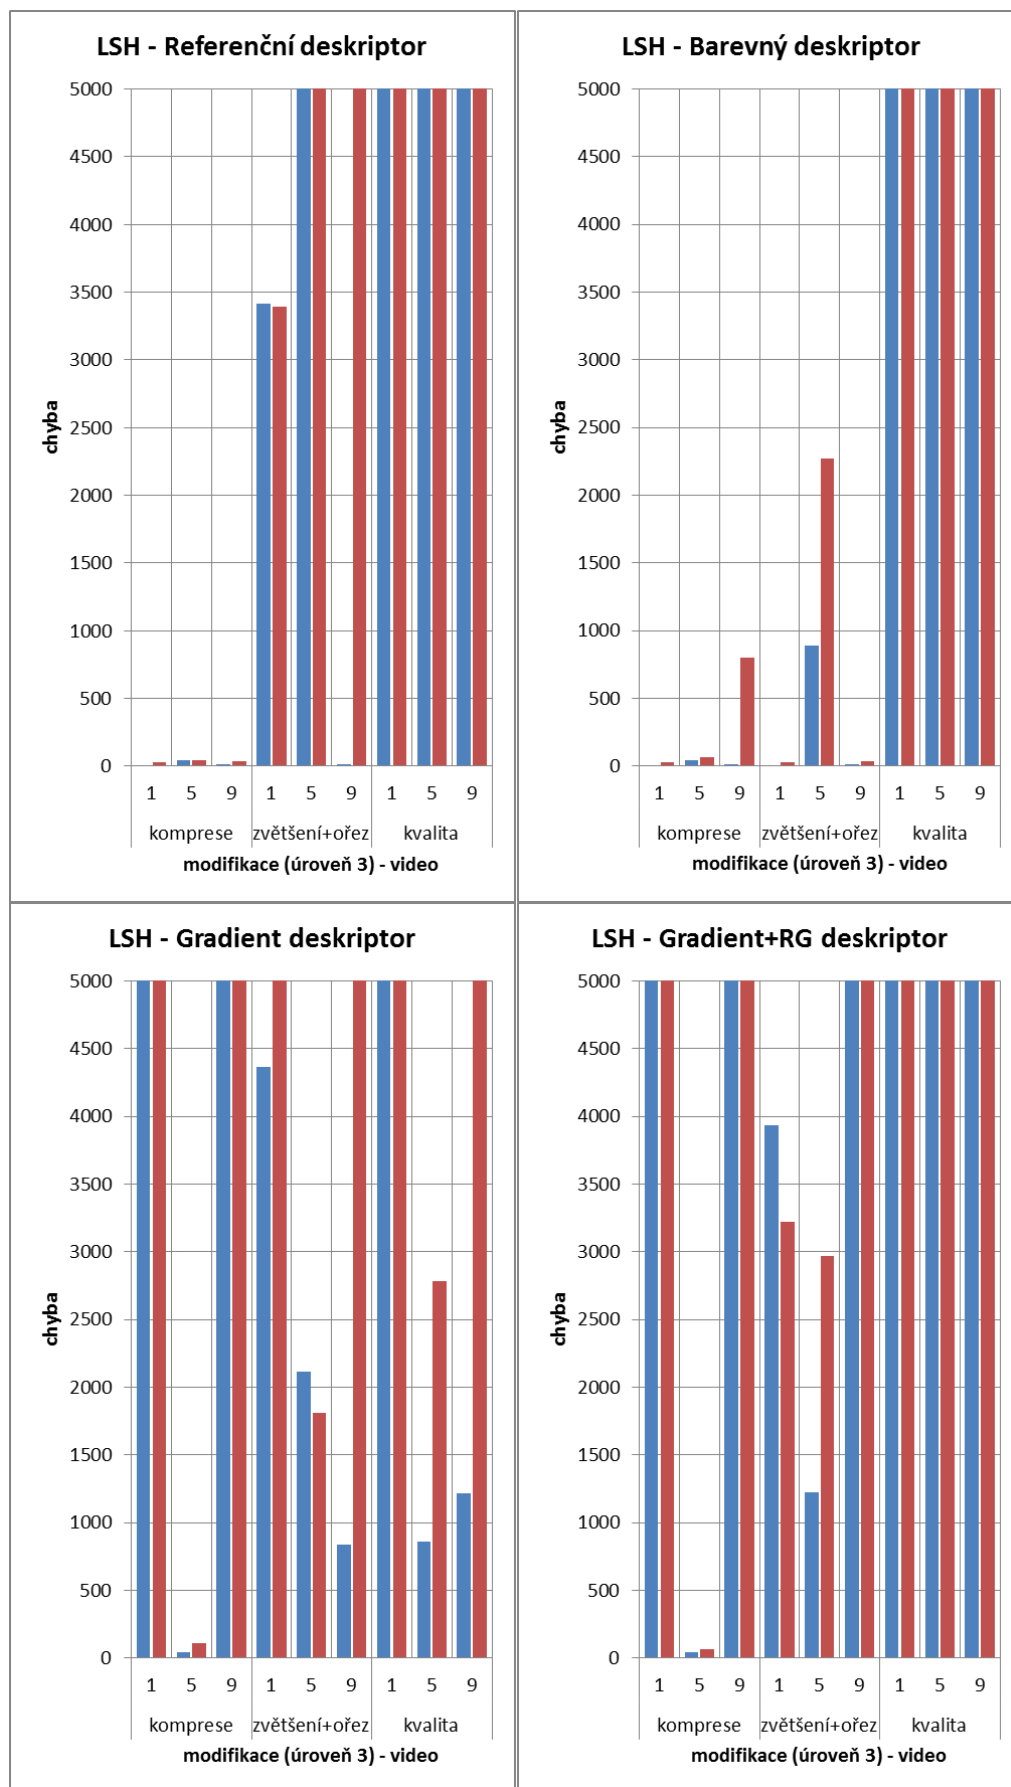 LSH - Referenční deskriptor
5000
4500
4000
3500
3000
2500
2000
1500
1000
500
0
chyba
1 5 9 1 5 9 1 5 9
komprese zvětšení+ořez kvalita
modifikace (úroveň 3) - video
LSH - Barevný deskriptor
5000
4500
4000
3500
3000
2500
2000
1500
1000
500
0
chyba
1 5 9 1 5 9 1 5 9
komprese zvětšení+ořez kvalita
modifikace (úroveň 3) - video
LSH - Gradient deskriptor
5000
4500
4000
3500
3000
2500
2000
1500
1000
500
0
chyba
1 5 9 1 5 9 1 5 9
komprese zvětšení+ořez kvalita
modifikace (úroveň 3) - video
LSH - Gradient+RG deskriptor
5000
4500
4000
3500
3000
2500
2000
1500
1000
500
0
chyba
1 5 9 1 5 9 1 5 9
komprese zvětšení+ořez kvalita
modifikace (úroveň 3) - video